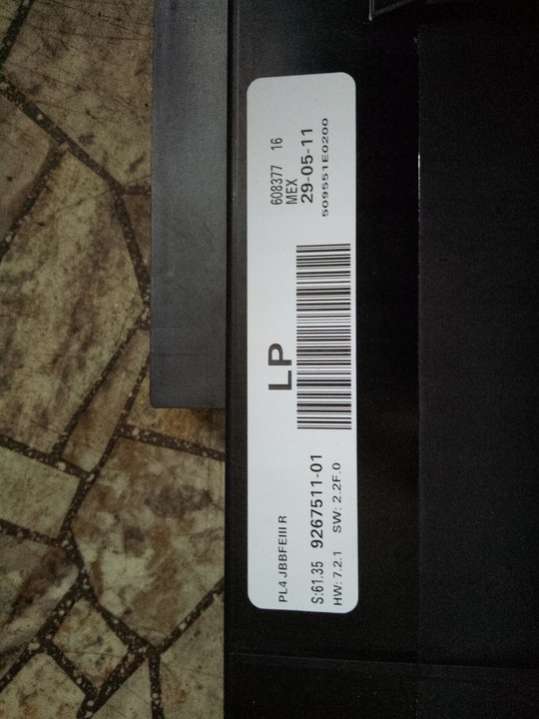 PL4 JBBFEIII R
S:61.35 9267511-01
HW: 7.2.1 SW: 2.2F.0
LP
608377 16
MEX
29-05-11
509551E0200